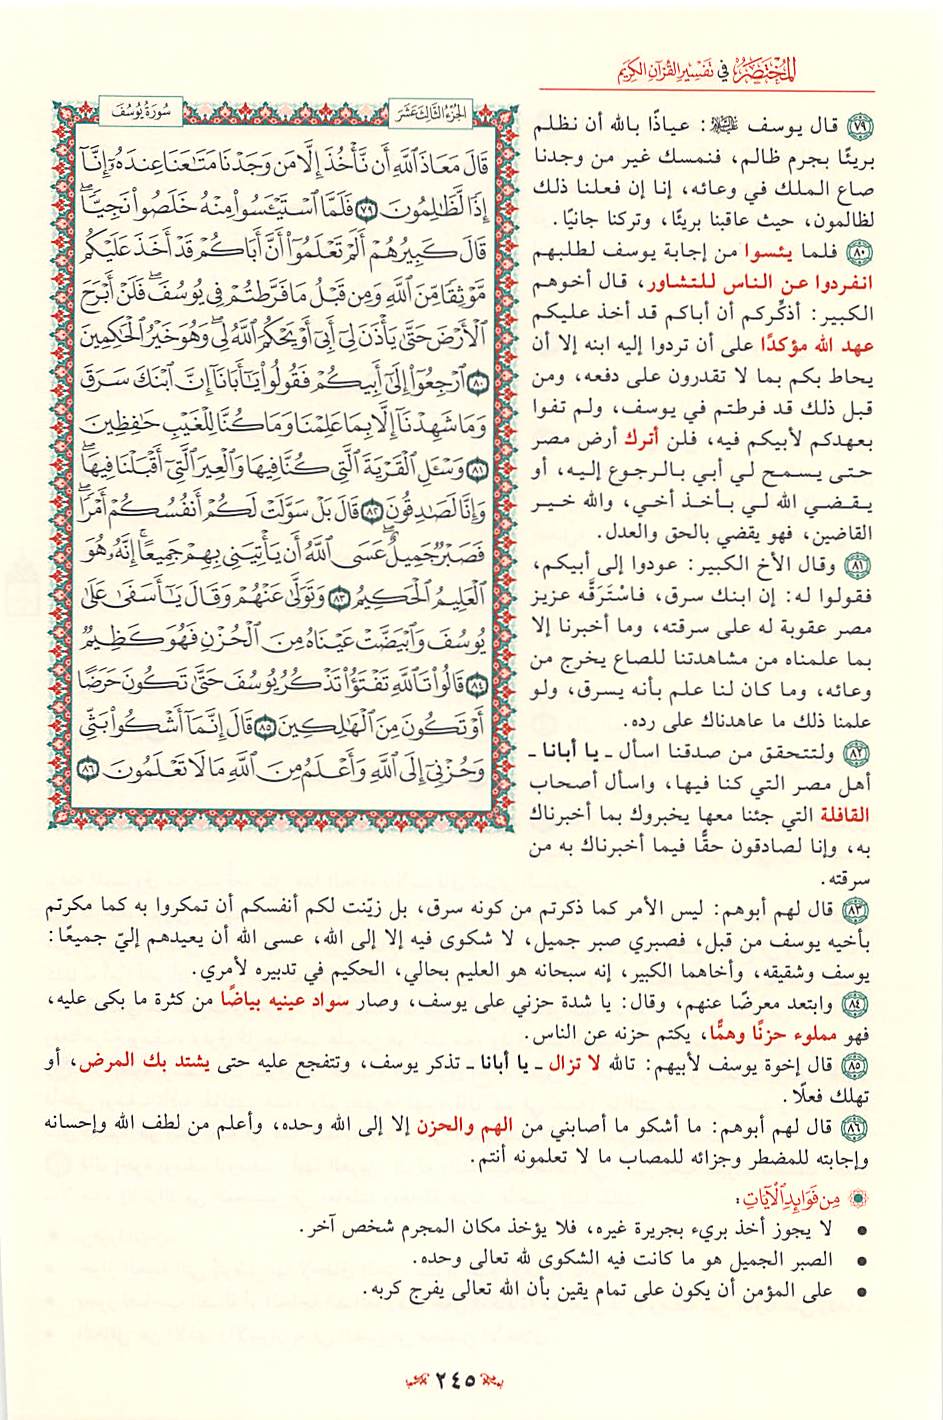 المختصر في تفسير القرآن الكريم
سورة يوسف
الجزء الثالث عشر
قَالَ مَعَاذَ ٱللَّهِ أَن نَّأۡخُذَ إِلَّا مَن وَجَدۡنَا مَتَٰعَنَا عِندَهُۥٓ إِنَّآ
إِذٗا لَّظَٰلِمُونَ ٧٩ فَلَمَّا ٱسۡتَيۡـَٔسُواْ مِنۡهُ خَلَصُواْ نَجِيّٗاۖ
قَالَ كَبِيرُهُمۡ أَلَمۡ تَعۡلَمُوٓاْ أَنَّ أَبَاكُمۡ قَدۡ أَخَذَ عَلَيۡكُم
مَّوۡثِقٗا مِّنَ ٱللَّهِ وَمِن قَبۡلُ مَا فَرَّطتُمۡ فِي يُوسُفَۖ فَلَنۡ أَبۡرَحَ
ٱلۡأَرۡضَ حَتَّىٰ يَأۡذَنَ لِيٓ أَبِيٓ أَوۡ يَحۡكُمَ ٱللَّهُ لِيۖ وَهُوَ خَيۡرُ ٱلۡحَٰكِمِينَ
٨٠ ٱرۡجِعُوٓاْ إِلَىٰٓ أَبِيكُمۡ فَقُولُواْ يَٰٓأَبَانَآ إِنَّ ٱبۡنَكَ سَرَقَ
وَمَا شَهِدۡنَآ إِلَّا بِمَا عَلِمۡنَا وَمَا كُنَّا لِلۡغَيۡبِ حَٰفِظِينَ
٨١ وَسۡـَٔلِ ٱلۡقَرۡيَةَ ٱلَّتِي كُنَّا فِيهَا وَٱلۡعِيرَ ٱلَّتِيٓ أَقۡبَلۡنَا فِيهَاۖ
وَإِنَّا لَصَٰدِقُونَ ٨٢ قَالَ بَلۡ سَوَّلَتۡ لَكُمۡ أَنفُسُكُمۡ أَمۡرٗاۖ
فَصَبۡرٞ جَمِيلٌۖ عَسَى ٱللَّهُ أَن يَأۡتِيَنِي بِهِمۡ جَمِيعًاۚ إِنَّهُۥ هُوَ
ٱلۡعَلِيمُ ٱلۡحَكِيمُ ٨٣ وَتَوَلَّىٰ عَنۡهُمۡ وَقَالَ يَٰٓأَسَفَىٰ عَلَىٰ
يُوسُفَ وَٱبۡيَضَّتۡ عَيۡنَاهُ مِنَ ٱلۡحُزۡنِ فَهُوَ كَظِيمٞ
٨٤ قَالُواْ تَٱللَّهِ تَفۡتَؤُاْ تَذۡكُرُ يُوسُفَ حَتَّىٰ تَكُونَ حَرَضًا
أَوۡ تَكُونَ مِنَ ٱلۡهَٰلِكِينَ ٨٥ قَالَ إِنَّمَآ أَشۡكُواْ بَثِّي
وَحُزۡنِيٓ إِلَى ٱللَّهِ وَأَعۡلَمُ مِنَ ٱللَّهِ مَا لَا تَعۡلَمُونَ ٨٦
٧٩ قال يوسف ﵇: عياذًا بالله أن نظلم
بريئًا بجرم ظالم، فنمسك غير من وجدنا
صاع الملك في وعائه، إنا إن فعلنا ذلك
لظالمون، حيث عاقبنا بريئًا، وتركنا جانيًا.
٨٠ فلما يئسوا من إجابة يوسف لطلبهم
انفردوا عن الناس للتشاور، قال أخوهم
الكبير: أذكِّركم أن أباكم قد أخذ عليكم
عهد الله مؤكدًا على أن تردوا إليه ابنه إلا أن
يحاط بكم بما لا تقدرون على دفعه، ومن
قبل ذلك قد فرطتم في يوسف، ولم تفوا
بعهدكم لأبيكم فيه، فلن أترك أرض مصر
حتى يسمح لي أبي بالرجوع إليه، أو
يقضي الله لي بأخذ أخي، والله خير
القاضين، فهو يقضي بالحق والعدل.
٨١ وقال الأخ الكبير: عودوا إلى أبيكم،
فقولوا له: إن ابنك سرق، فاسْتَرَقَّه عزيز
مصر عقوبة له على سرقته، وما أخبرنا إلا
بما علمناه من مشاهدتنا للصاع يخرج من
وعائه، وما كان لنا علم بأنه يسرق، ولو
علمنا ذلك ما عاهدناك على رده.
٨٢ ولتتحقق من صدقنا اسأل ـ يا أبانا ـ
أهل مصر التي كنا فيها، واسأل أصحاب
القافلة التي جئنا معها يخبروك بما أخبرناك
به، وإنا لصادقون حقًّا فيما أخبرناك به من
سرقته.
٨٣ قال لهم أبوهم: ليس الأمر كما ذكرتم من كونه سرق، بل زيّنت لكم أنفسكم أن تمكروا به كما مكرتم
بأخيه يوسف من قبل، فصبري صبر جميل، لا شكوى فيه إلا إلى الله، عسى الله أن يعيدهم إليّ جميعًا:
يوسف وشقيقه، وأخاهما الكبير، إنه سبحانه هو العليم بحالي، الحكيم في تدبيره لأمري.
٨٤ وابتعد معرضًا عنهم، وقال: يا شدة حزني على يوسف، وصار سواد عينيه بياضًا من كثرة ما بكى عليه،
فهو مملوء حزنًا وهمًّا، يكتم حزنه عن الناس.
٨٥ قال إخوة يوسف لأبيهم: تالله لا تزال ـ يا أبانا ـ تذكر يوسف، وتتفجع عليه حتى يشتد بك المرض، أو
تهلك فعلًا.
٨٦ قال لهم أبوهم: ما أشكو ما أصابني من الهم والحزن إلا إلى الله وحده، وأعلم من لطف الله وإحسانه
وإجابته للمضطر وجزائه للمصاب ما لا تعلمونه أنتم.
من فوائد الآيات:
● لا يجوز أخذ بريء بجريرة غيره، فلا يؤخذ مكان المجرم شخص آخر.
● الصبر الجميل هو ما كانت فيه الشكوى لله تعالى وحده.
● على المؤمن أن يكون على تمام يقين بأن الله تعالى يفرج كربه.
٢٤٥